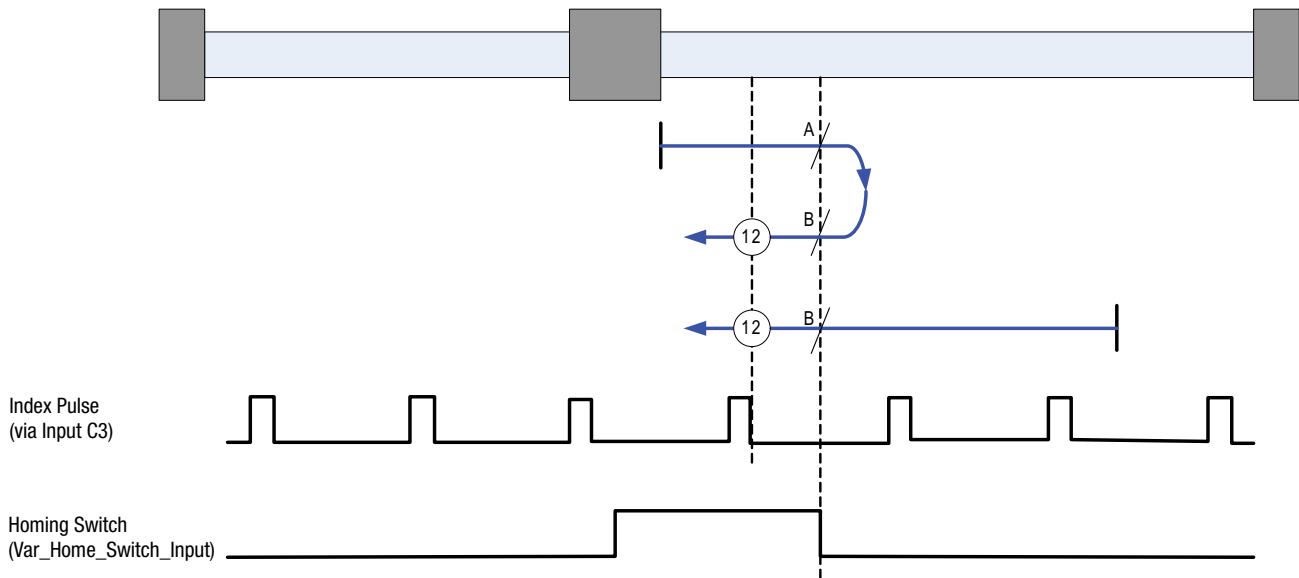 A
B
12
B
12
Index Pulse
(via Input C3)
Homing Switch
(Var_Home_Switch_Input)